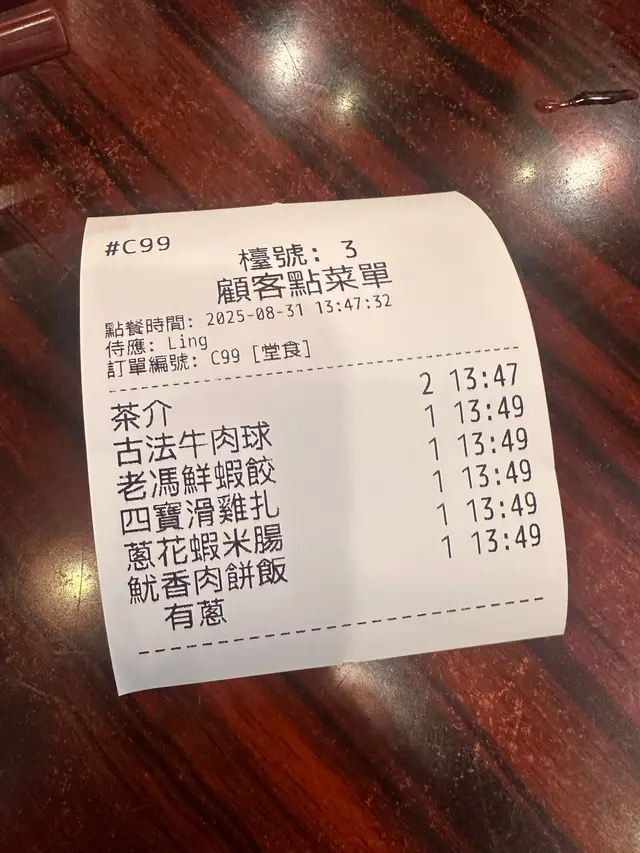 #C99
檯號: 3
顧客點菜單
點餐時間: 2025-08-31 13:47:32
侍應: Ling
訂單編號: C99 [堂食]
茶介 2 13:47
古法牛肉球 1 13:49
老馮鮮蝦餃 1 13:49
四寶滑雞扎 1 13:49
蔥花蝦米腸 1 13:49
魷香肉餅飯 1 13:49
有蔥